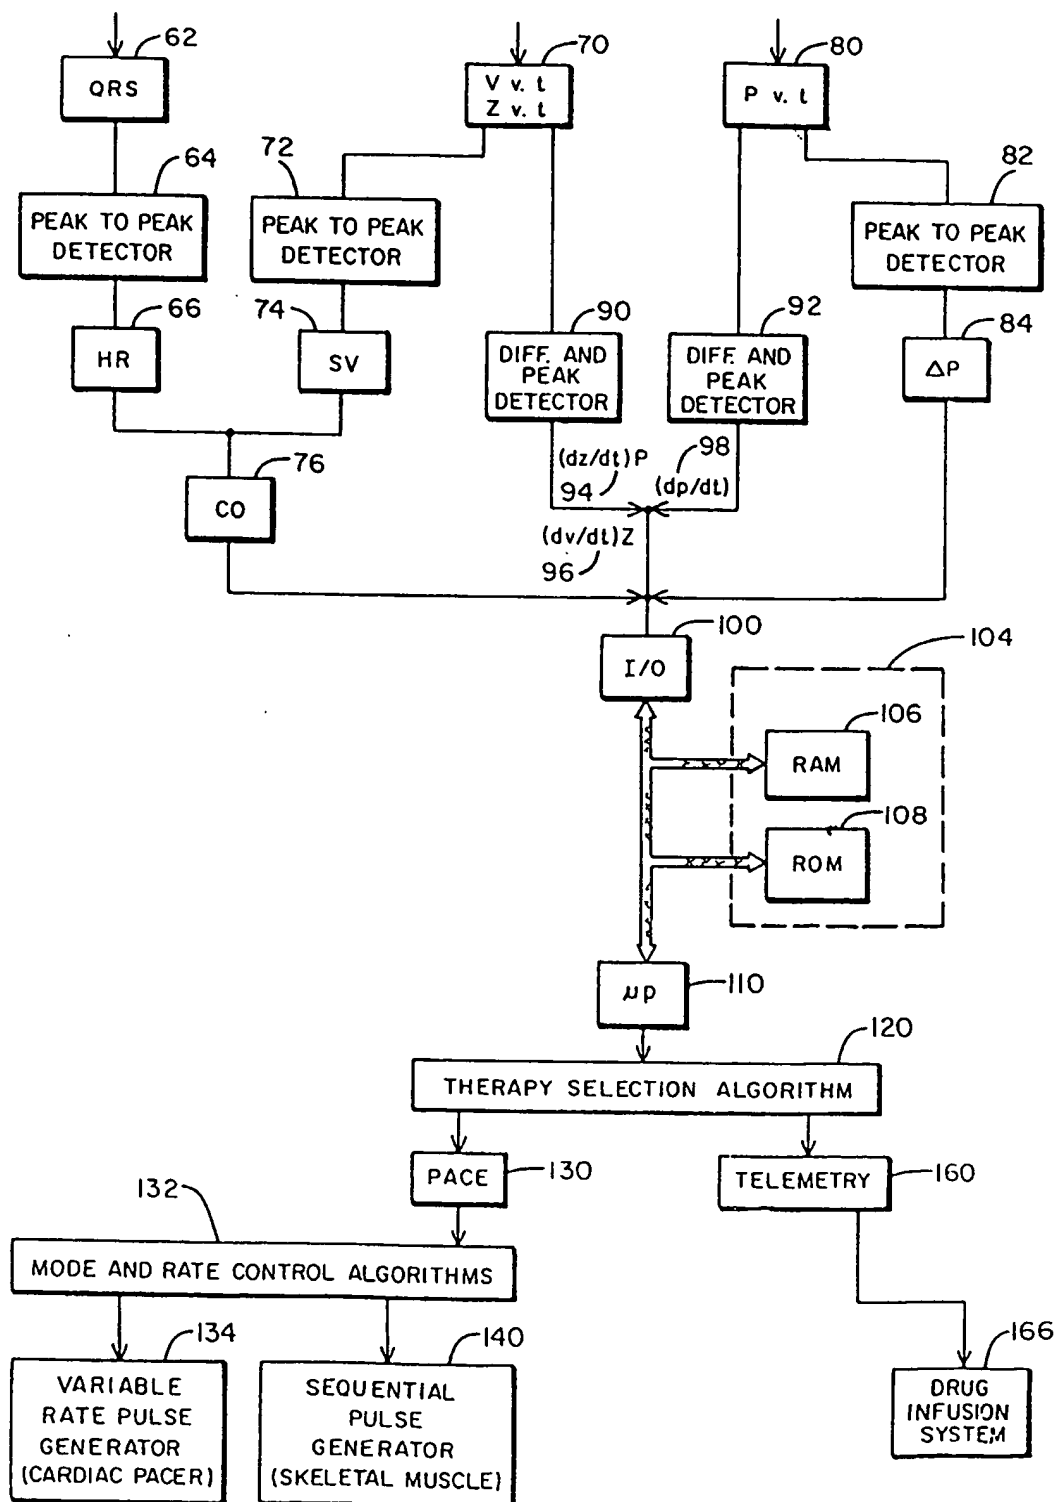 62
QRS
70
V v. t
Z v. t
80
P v. t
64
PEAK TO PEAK
DETECTOR
72
PEAK TO PEAK
DETECTOR
82
PEAK TO PEAK
DETECTOR
66
HR
74
SV
90
DIFF. AND
PEAK
DETECTOR
92
DIFF. AND
PEAK
DETECTOR
84
ΔP
76
CO
(dz/dt)P
94
98
(dp/dt)
(dv/dt)Z
96
100
I/O
104
106
RAM
108
ROM
μp
110
120
THERAPY SELECTION ALGORITHM
PACE
130
TELEMETRY
160
132
MODE AND RATE CONTROL ALGORITHMS
134
VARIABLE
RATE PULSE
GENERATOR
(CARDIAC PACER)
140
SEQUENTIAL
PULSE
GENERATOR
(SKELETAL MUSCLE)
166
DRUG
INFUSION
SYSTEM